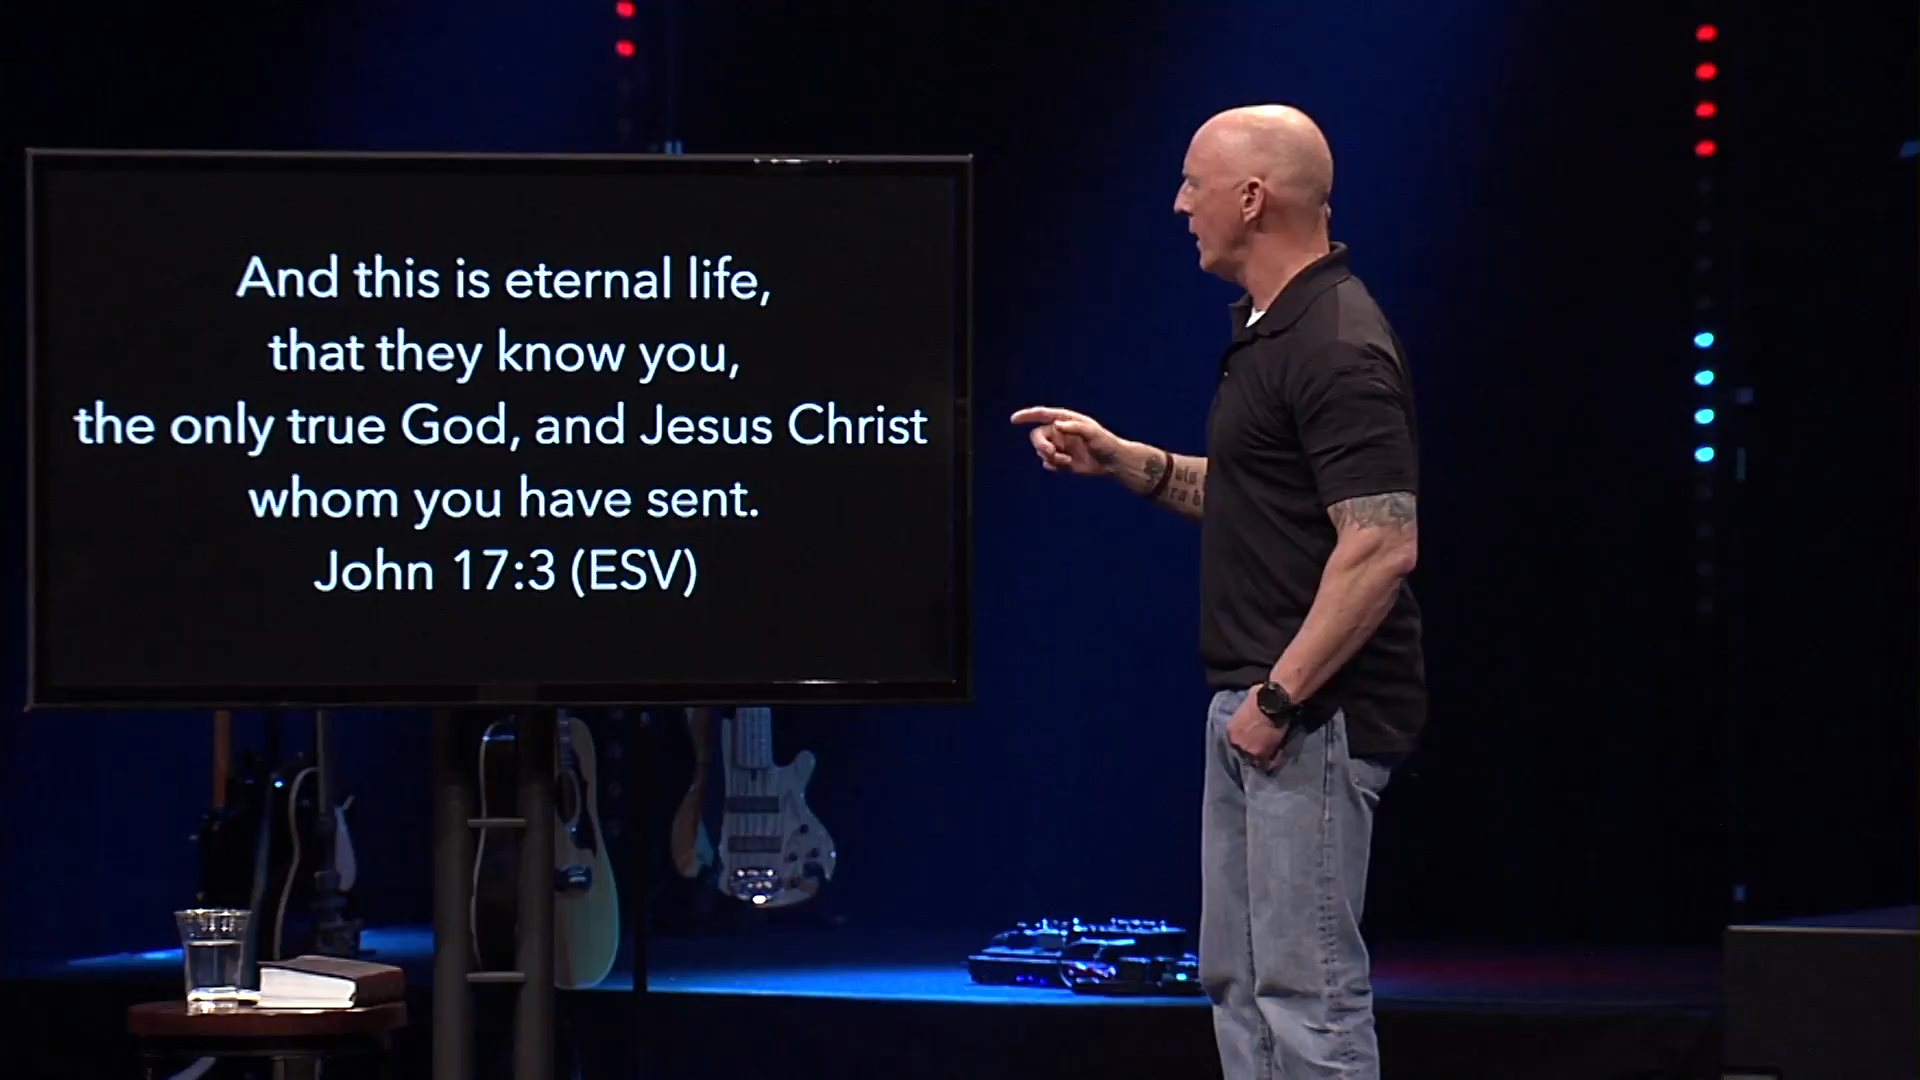 And this is eternal life,
that they know you,
the only true God, and Jesus Christ
whom you have sent.
John 17:3 (ESV)